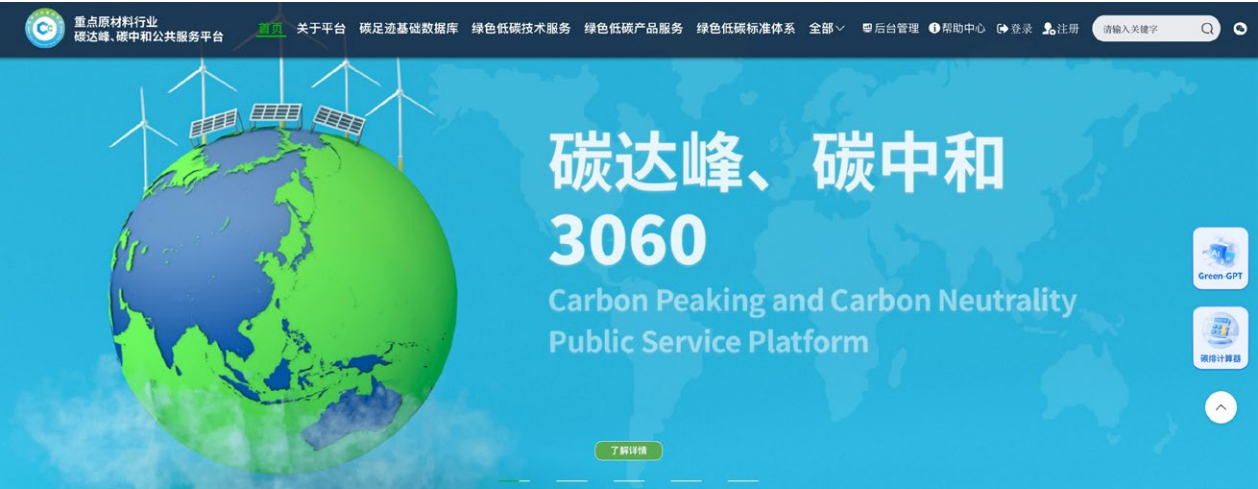 重点原材料行业
碳达峰、碳中和公共服务平台
首页 关于平台 碳足迹基础数据库 绿色低碳技术服务 绿色低碳产品服务 绿色低碳标准体系 全部 后台管理 帮助中心 登录 注册 请输入关键字
碳达峰、碳中和
3060
Carbon Peaking and Carbon Neutrality
Public Service Platform
AI
Green-GPT
碳排计算器
了解详情